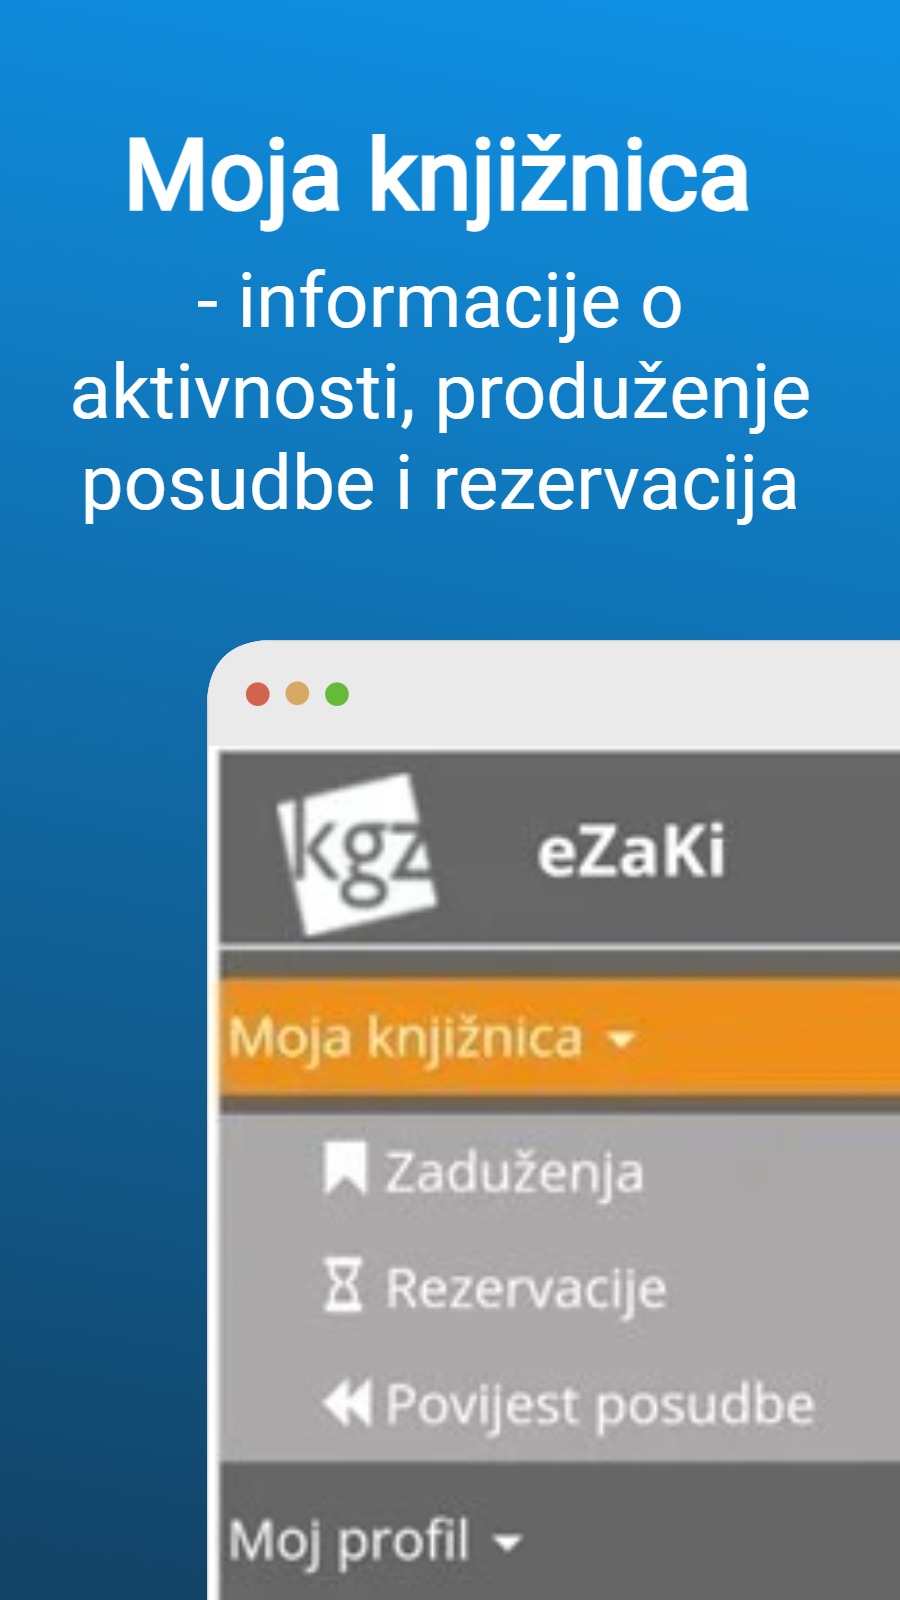 Moja knjižnica
- informacije o
aktivnosti, produženje
posudbe i rezervacija
kgz
eZaKi
Moja knjižnica
Zaduženja
Rezervacije
Povijest posudbe
Moj profil